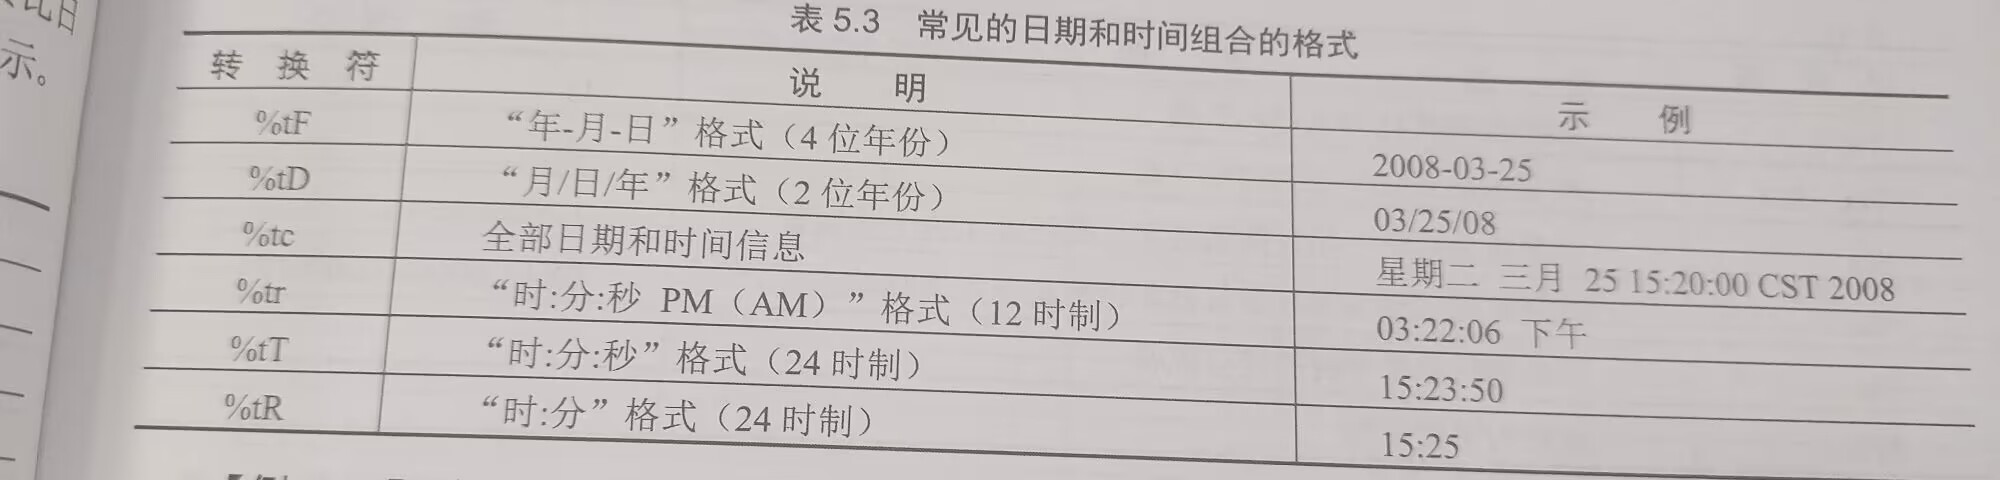 示。
表 5.3 常见的日期和时间组合的格式
转 换 符 说 明 示 例
%tF “年-月-日”格式（4 位年份） 2008-03-25
%tD “月/日/年”格式（2 位年份） 03/25/08
%tc 全部日期和时间信息 星期二 三月 25 15:20:00 CST 2008
%tr “时:分:秒 PM（AM）”格式（12 时制） 03:22:06 下午
%tT “时:分:秒”格式（24 时制） 15:23:50
%tR “时:分”格式（24 时制） 15:25